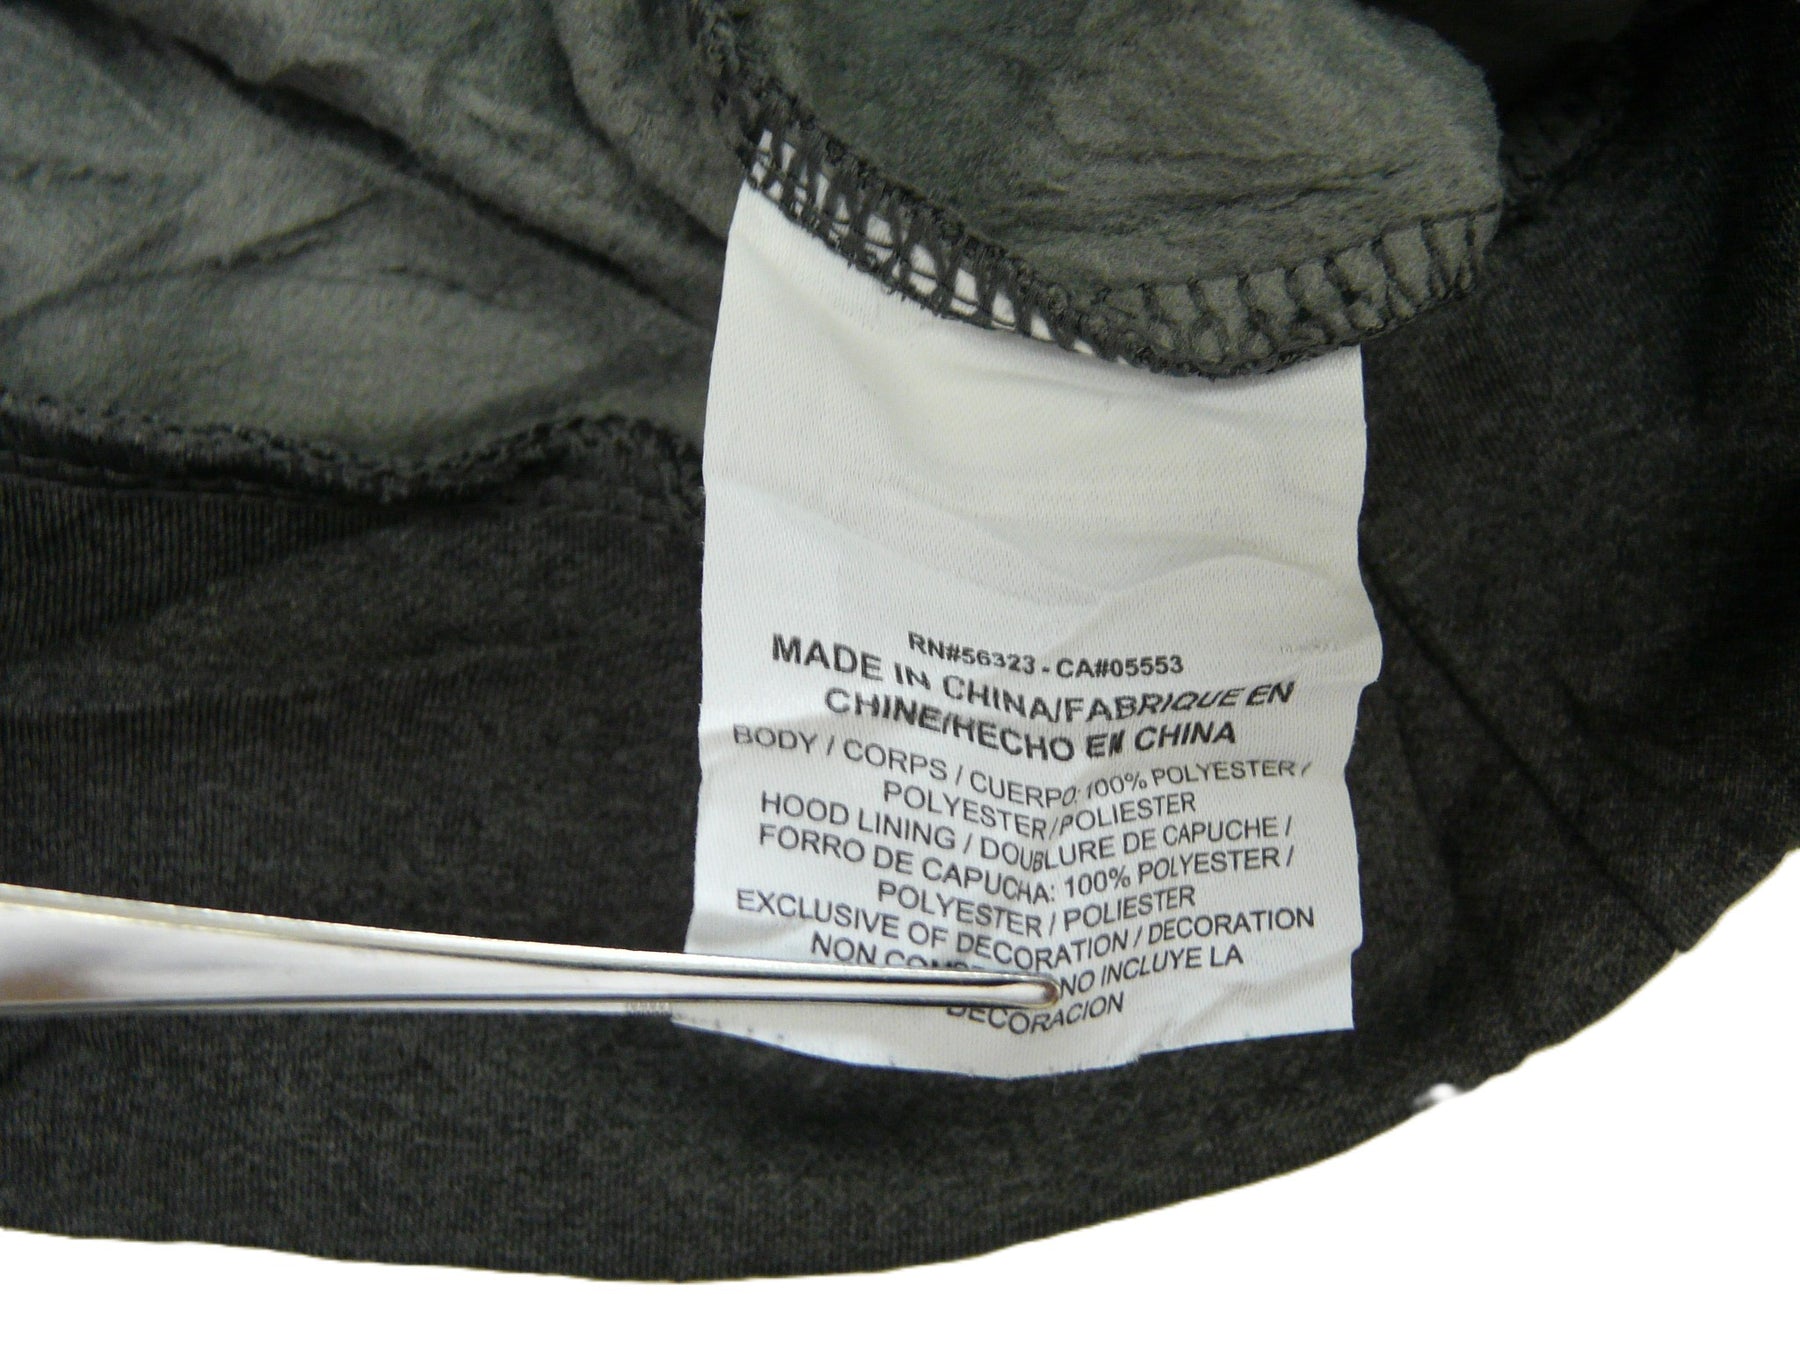 RN#56323 - CA#05553
MADE IN CHINA/FABRIQUE EN
CHINE/HECHO EN CHINA
BODY / CORPS / CUERPO: 100% POLYESTER /
POLYESTER/POLIESTER
HOOD LINING / DOUBLURE DE CAPUCHE /
FORRO DE CAPUCHA: 100% POLYESTER /
POLYESTER / POLIESTER
EXCLUSIVE OF DECORATION / DECORATION
NON NO INCLUYE LA
DECORACION